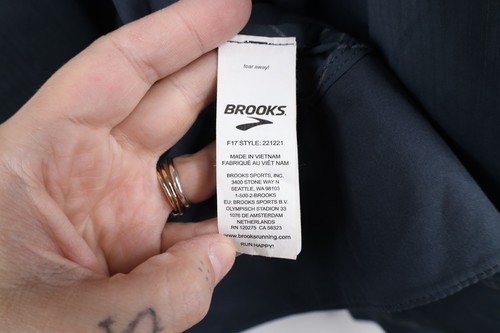 tear away!
BROOKS
F17 STYLE: 221221
MADE IN VIETNAM
FABRIQUÉ AU VIÊT NAM
BROOKS SPORTS, INC.
3400 STONE WAY N
SEATTLE, WA 98103
1-500-2-BROOKS
EU: BROOKS SPORTS B.V.
OLYMPISCH STADION 33
1076 DE AMSTERDAM
NETHERLANDS
RN 120275 CA 58323
www.brooksrunning.com
RUN HAPPY!